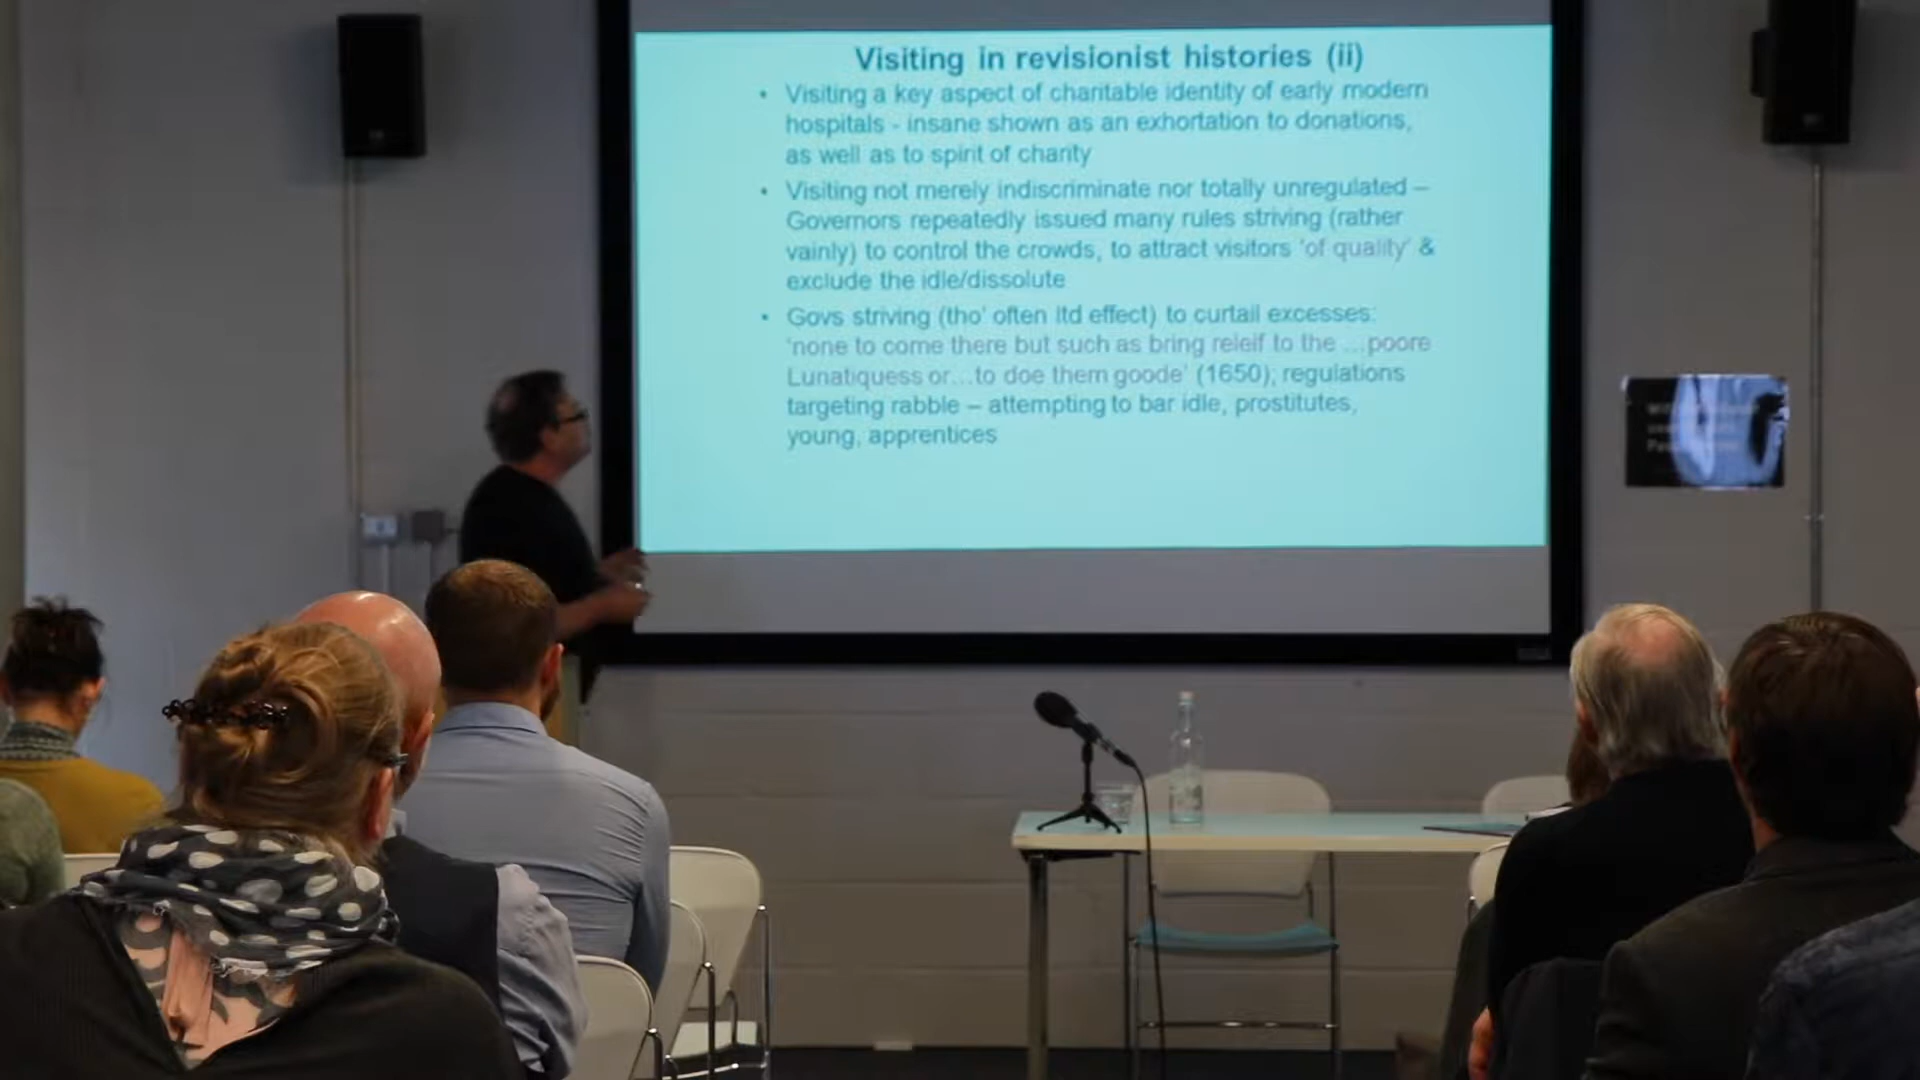 Visiting in revisionist histories (ii)
• Visiting a key aspect of charitable identity of early modern
hospitals - insane shown as an exhortation to donations,
as well as to spirit of charity
• Visiting not merely indiscriminate nor totally unregulated –
Governors repeatedly issued many rules striving (rather
vainly) to control the crowds, to attract visitors 'of quality' &
exclude the idle/dissolute
• Govs striving (tho' often ltd effect) to curtail excesses:
'none to come there but such as bring releif to the ...poore
Lunatiquess or...to doe them goode' (1650); regulations
targeting rabble – attempting to bar idle, prostitutes,
young, apprentices